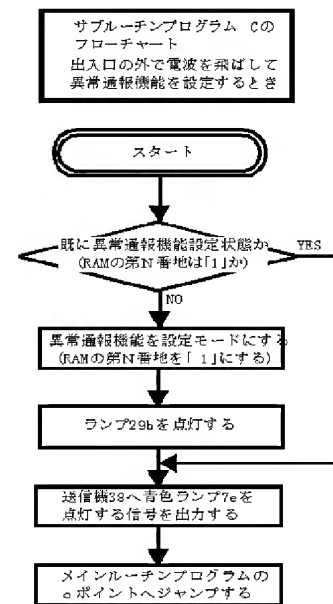 サブルーチンプログラム Cの
フローチャート
出入口の外で電波を飛ばして
異常通報機能を設定するとき
スタート
既に異常通報機能設定状態か
(RAMの第N番地は「1」か)
YES
NO
異常通報機能を設定モードにする
(RAMの第N番地を「1」にする)
ランプ29bを点灯する
送信機38へ青色ランプ7eを
点灯する信号を出力する
メインルーチンプログラムの
eポイントへジャンプする